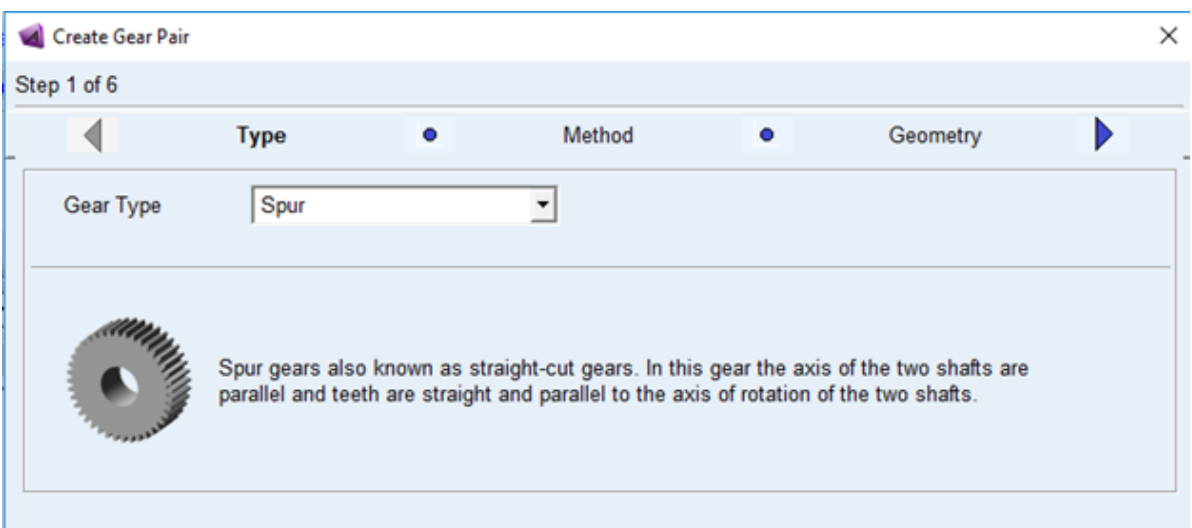 Create Gear Pair
Step 1 of 6
Type Method Geometry
Gear Type Spur
Spur gears also known as straight-cut gears. In this gear the axis of the two shafts are
parallel and teeth are straight and parallel to the axis of rotation of the two shafts.